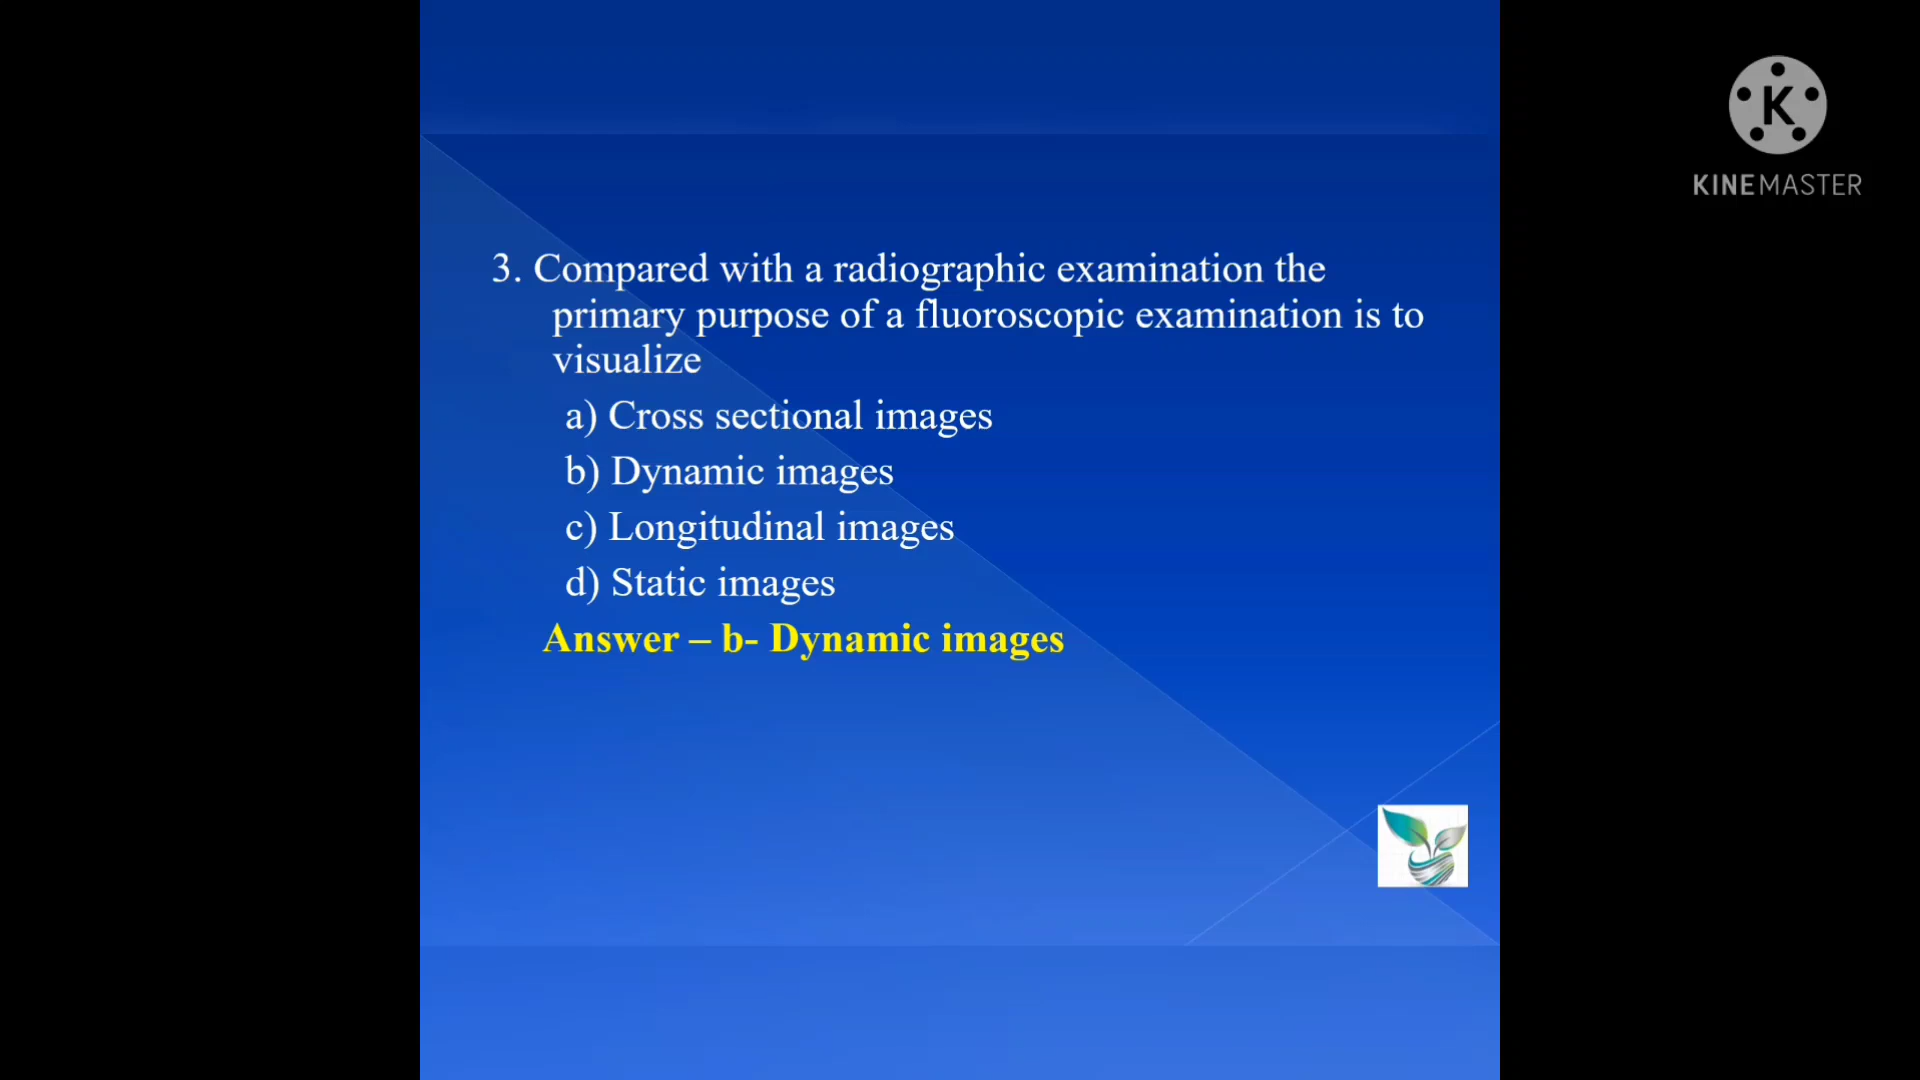 K
KINEMASTER
3. Compared with a radiographic examination the
primary purpose of a fluoroscopic examination is to
visualize
a) Cross sectional images
b) Dynamic images
c) Longitudinal images
d) Static images
Answer – b- Dynamic images